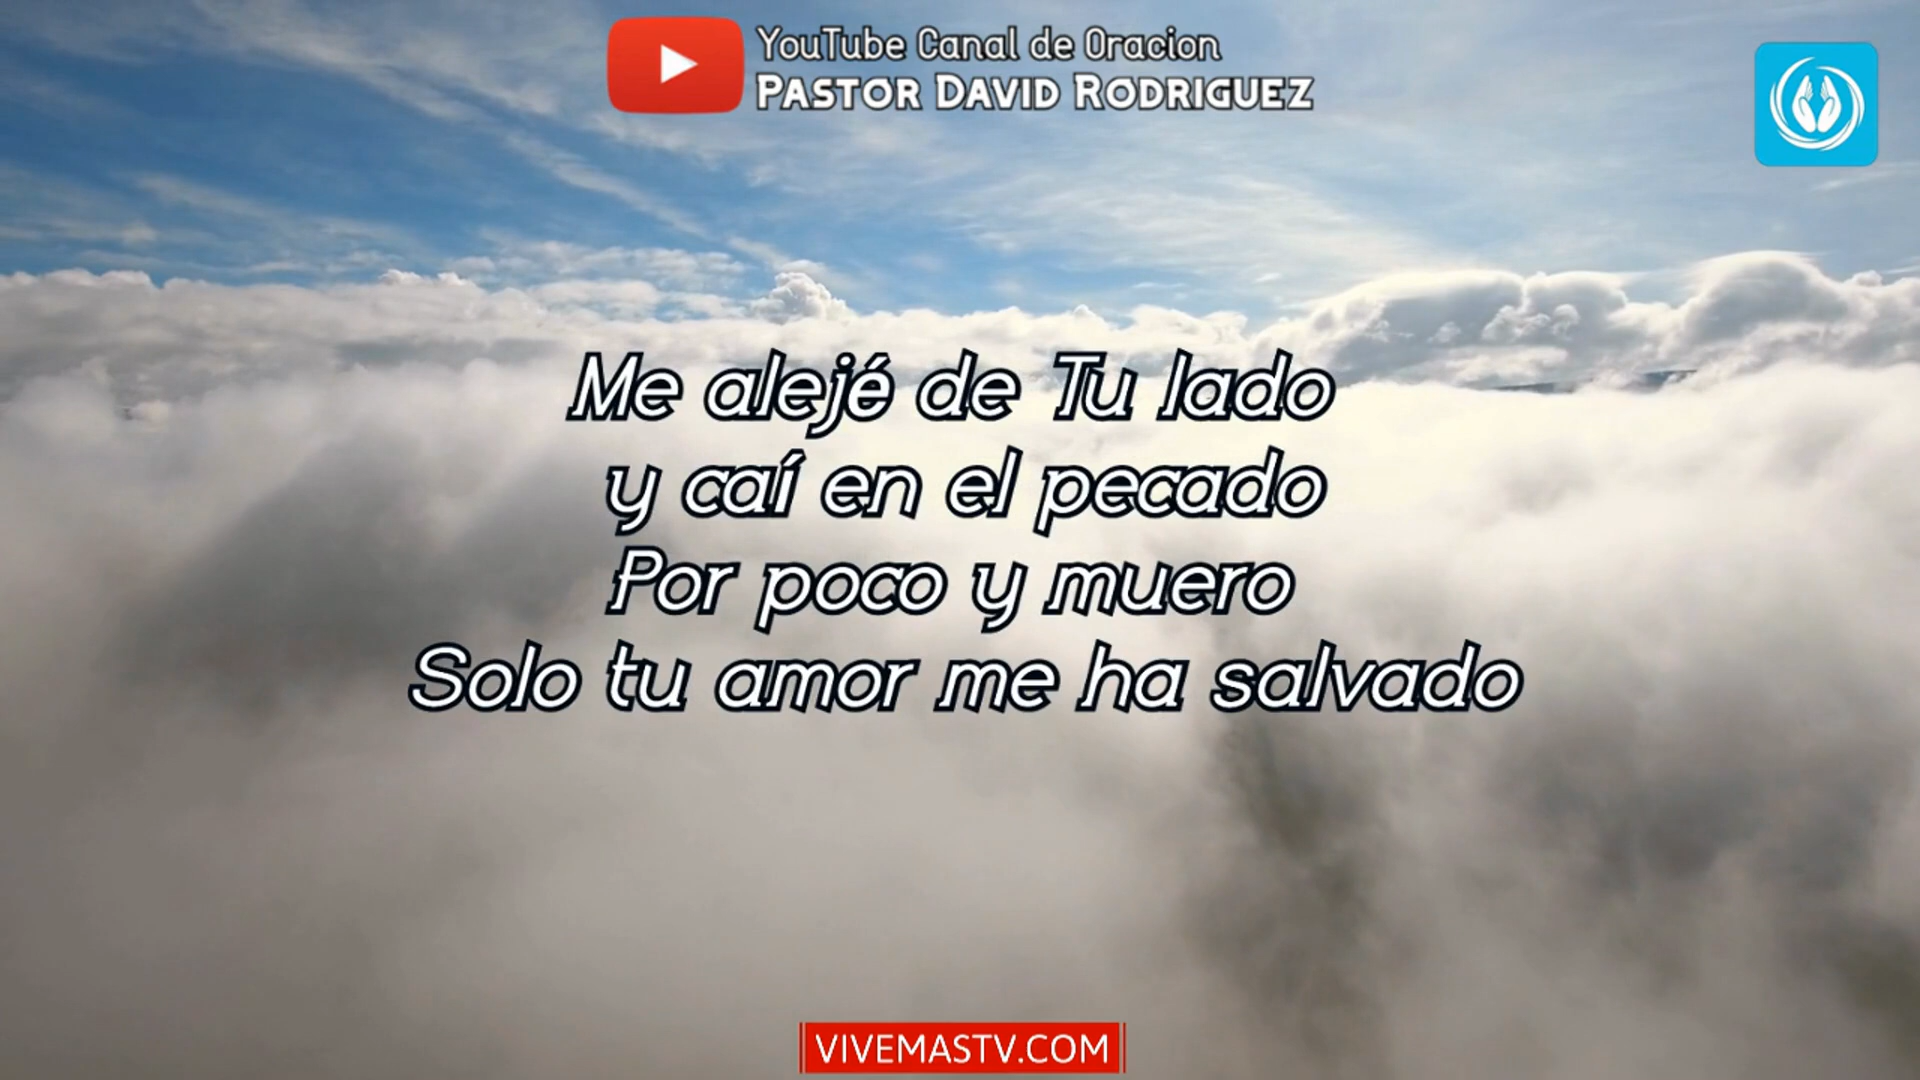 YouTube Canal de Oracion
PASTOR DAVID RODRIGUEZ
Me alejé de Tu lado
y caí en el pecado
Por poco y muero
Solo tu amor me ha salvado
VIVEMASTV.COM